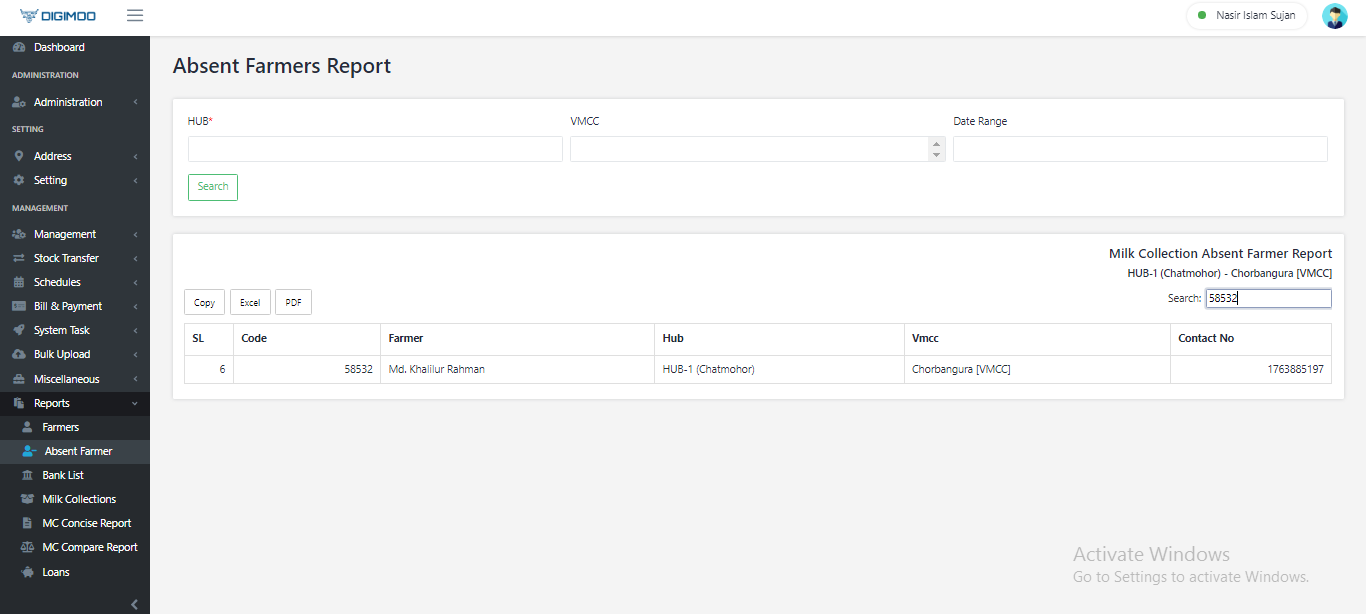 DIGIMOO
Nasir Islam Sujan
Dashboard
ADMINISTRATION
Administration
SETTING
Address
Setting
MANAGEMENT
Management
Stock Transfer
Schedules
Bill & Payment
System Task
Bulk Upload
Miscellaneous
Reports
Farmers
Absent Farmer
Bank List
Milk Collections
MC Concise Report
MC Compare Report
Loans
Absent Farmers Report
HUB* VMCC Date Range
Search
Milk Collection Absent Farmer Report
HUB-1 (Chatmohor) - Chorbangura [VMCC]
Copy Excel PDF Search: 58532
SL Code Farmer Hub Vmcc Contact No
6 58532 Md. Khalilur Rahman HUB-1 (Chatmohor) Chorbangura [VMCC] 1763885197
Activate Windows
Go to Settings to activate Windows.